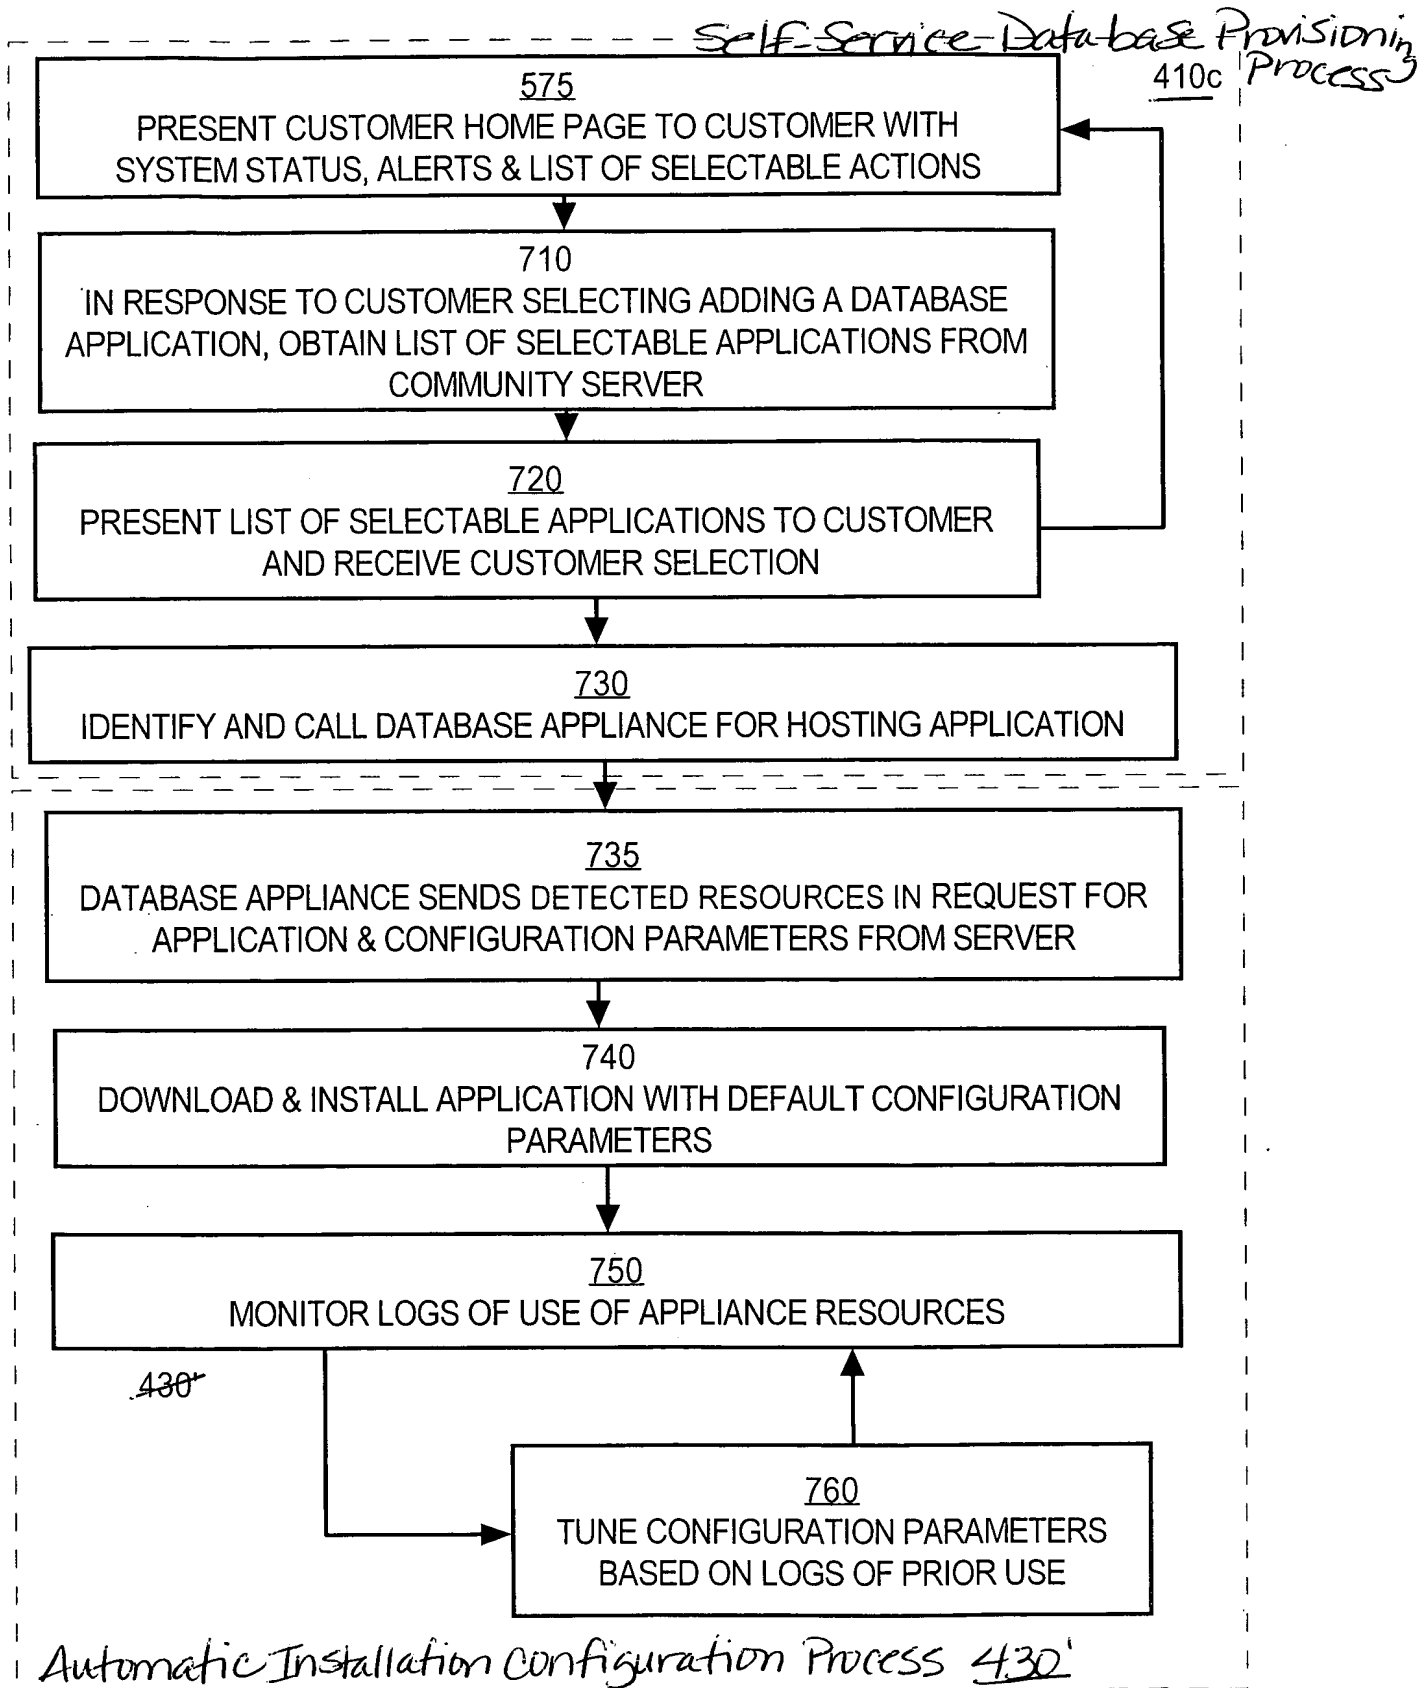 Self-Service-Database Provisioning
Process
410c
575
PRESENT CUSTOMER HOME PAGE TO CUSTOMER WITH
SYSTEM STATUS, ALERTS & LIST OF SELECTABLE ACTIONS
710
IN RESPONSE TO CUSTOMER SELECTING ADDING A DATABASE
APPLICATION, OBTAIN LIST OF SELECTABLE APPLICATIONS FROM
COMMUNITY SERVER
720
PRESENT LIST OF SELECTABLE APPLICATIONS TO CUSTOMER
AND RECEIVE CUSTOMER SELECTION
730
IDENTIFY AND CALL DATABASE APPLIANCE FOR HOSTING APPLICATION
735
DATABASE APPLIANCE SENDS DETECTED RESOURCES IN REQUEST FOR
APPLICATION & CONFIGURATION PARAMETERS FROM SERVER
740
DOWNLOAD & INSTALL APPLICATION WITH DEFAULT CONFIGURATION
PARAMETERS
750
MONITOR LOGS OF USE OF APPLIANCE RESOURCES
430'
760
TUNE CONFIGURATION PARAMETERS
BASED ON LOGS OF PRIOR USE
Automatic Installation Configuration Process 430'